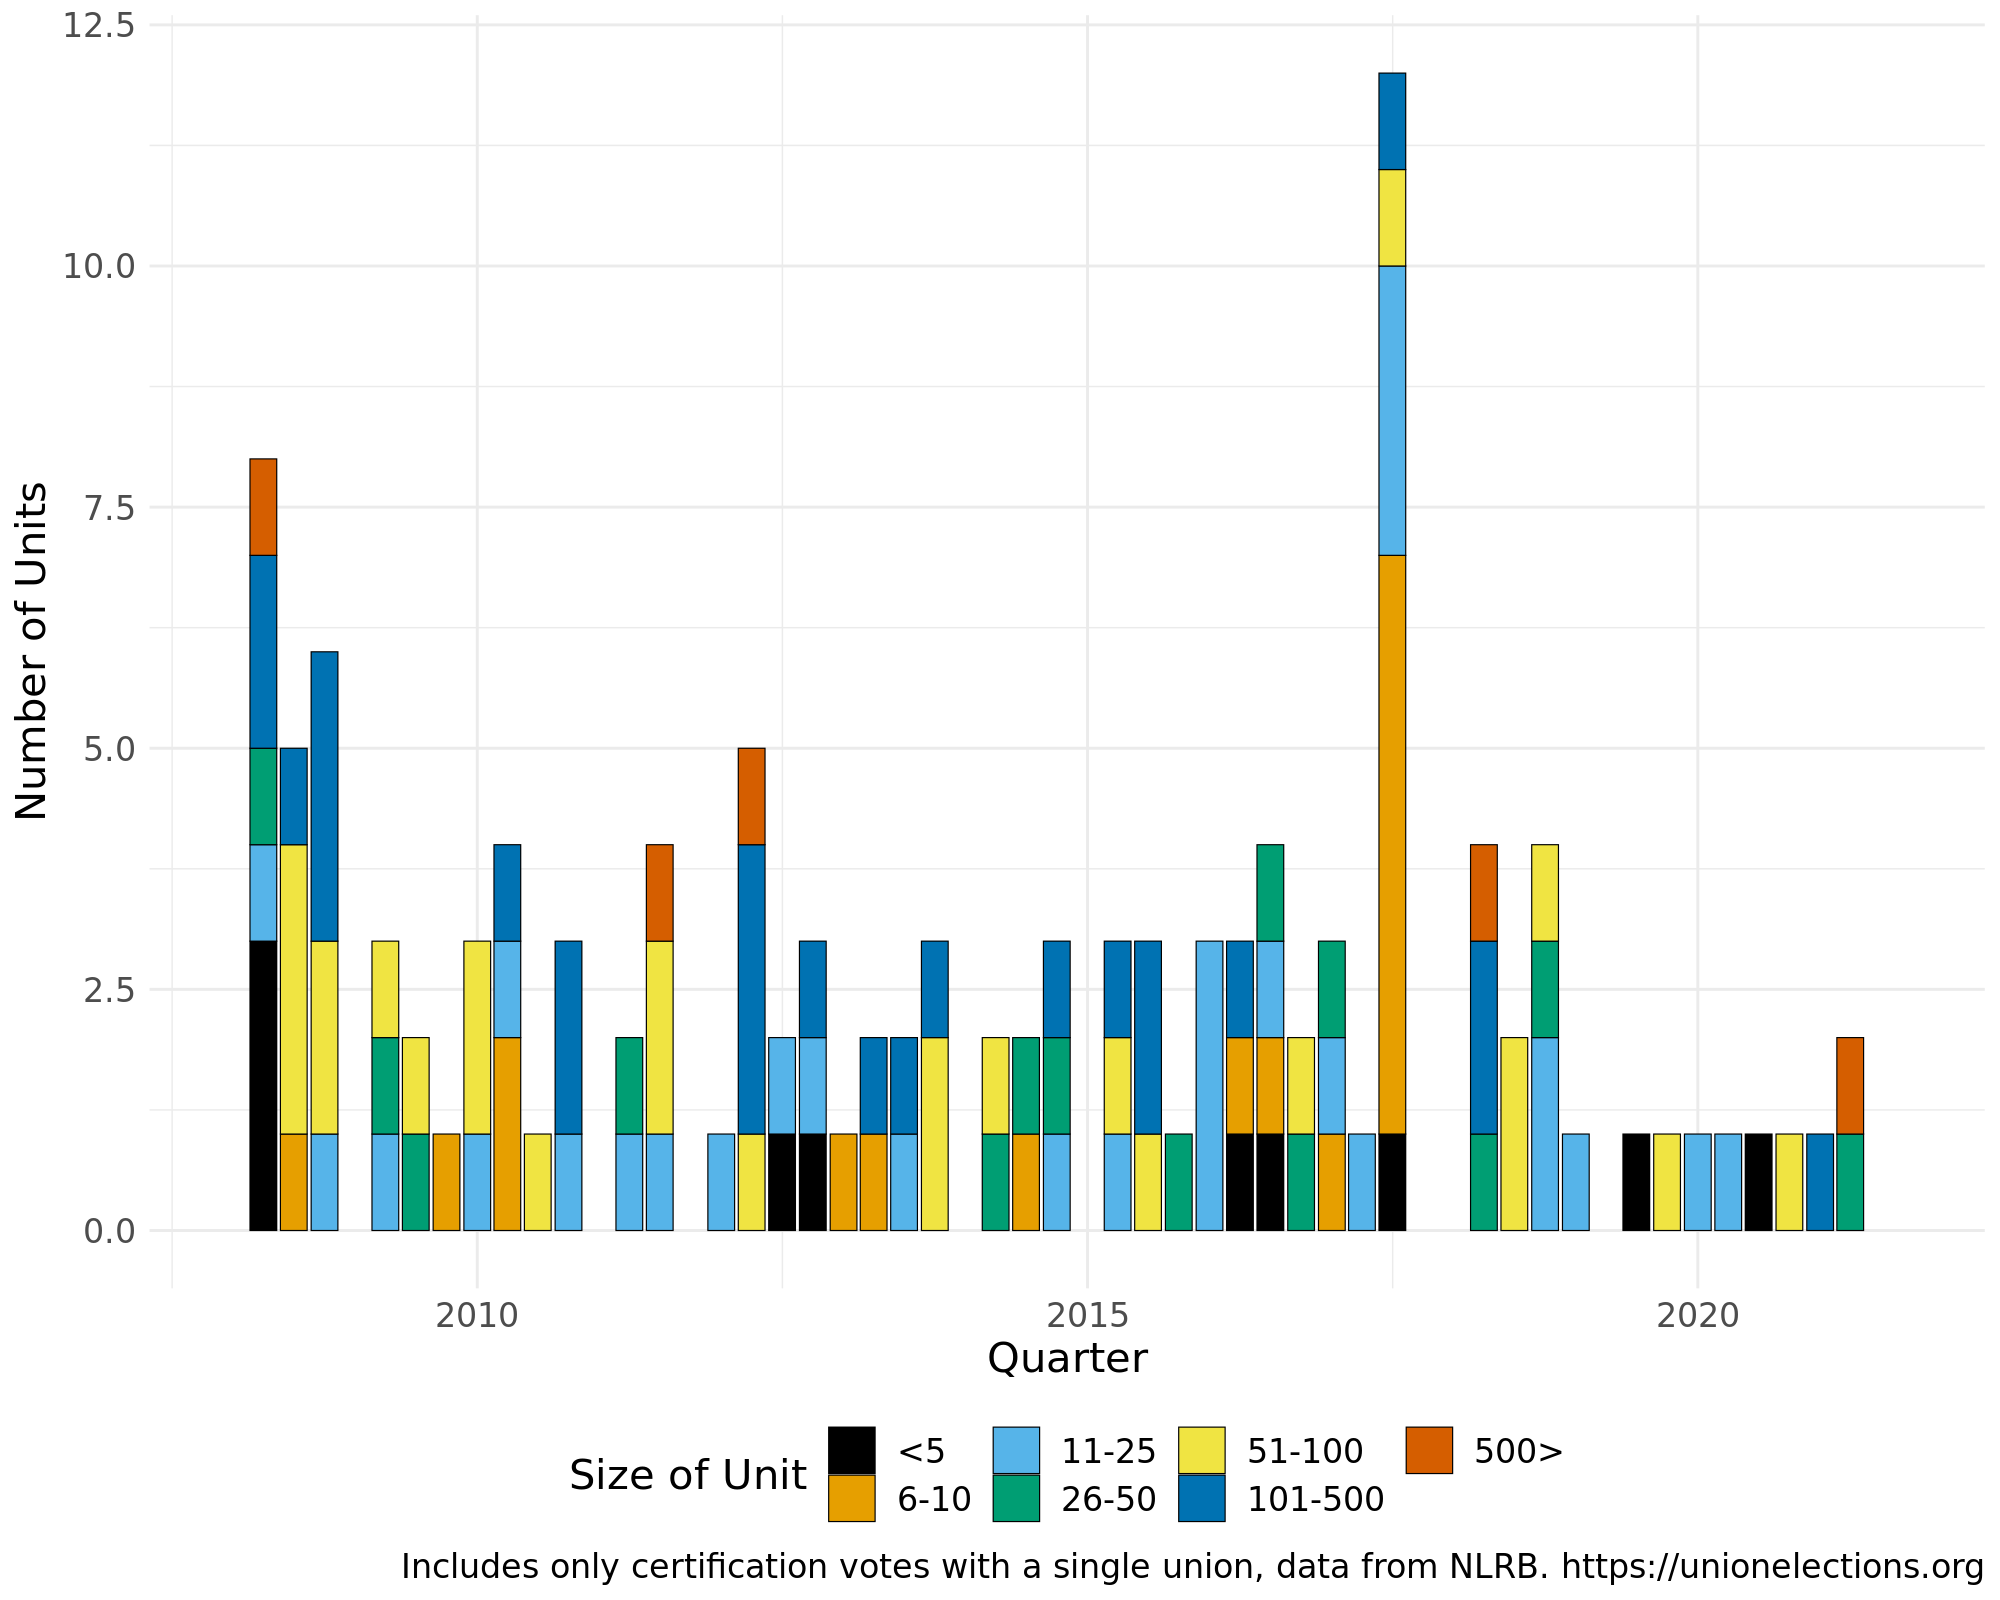 12.5
10.0
7.5
5.0
2.5
0.0
Number of Units
2010 2015 2020
Quarter
Size of Unit
<5 11-25 51-100 500>
6-10 26-50 101-500
Includes only certification votes with a single union, data from NLRB. https://unionelections.org